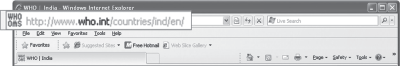 WHO | India - Windows Internet Explorer
WHO OMS http://www.who.int/countries/ind/en/
Live Search
File Edit View Favorites Tools Help
Favorites Suggested Sites Free Hotmail Web Slice Gallery
WHO | India Page Safety Tools